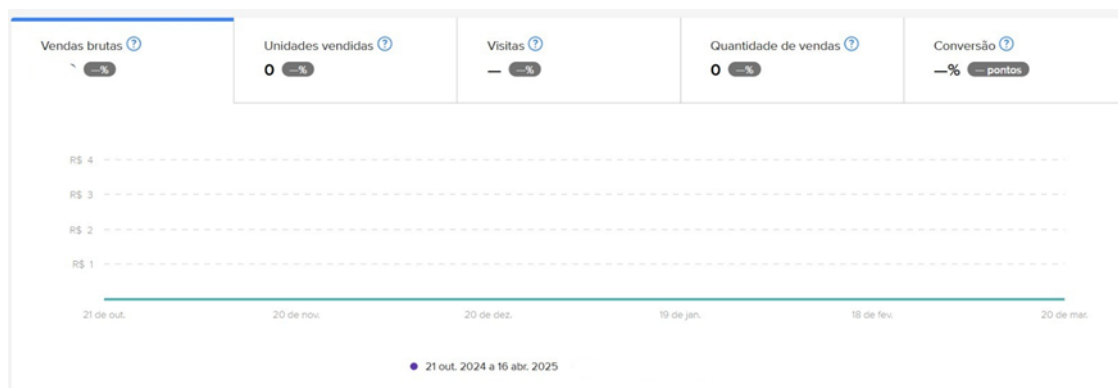 Vendas brutas ?
—%
Unidades vendidas ?
0 —%
Visitas ?
— —%
Quantidade de vendas ?
0 —%
Conversão ?
—% — pontos
R$ 4
R$ 3
R$ 2
R$ 1
21 de out. 20 de nov. 20 de dez. 19 de jan. 18 de fev. 20 de mar.
21 out. 2024 a 16 abr. 2025